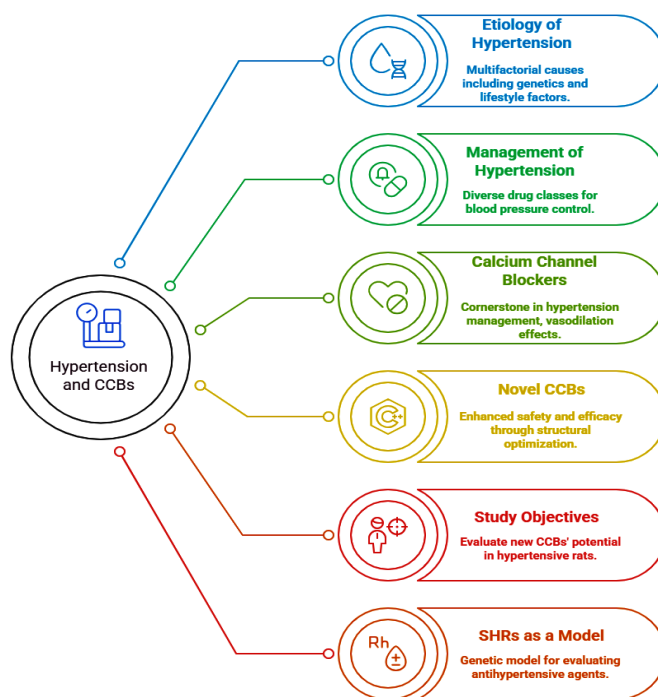 Etiology of
Hypertension
Multifactorial causes
including genetics and
lifestyle factors.
Management of
Hypertension
Diverse drug classes for
blood pressure control.
Calcium Channel
Blockers
Cornerstone in hypertension
management, vasodilation
effects.
Hypertension
and CCBs
Novel CCBs
Enhanced safety and efficacy
through structural
optimization.
C++
Study Objectives
Evaluate new CCBs' potential
in hypertensive rats.
SHRs as a Model
Genetic model for evaluating
antihypertensive agents.
Rh
±